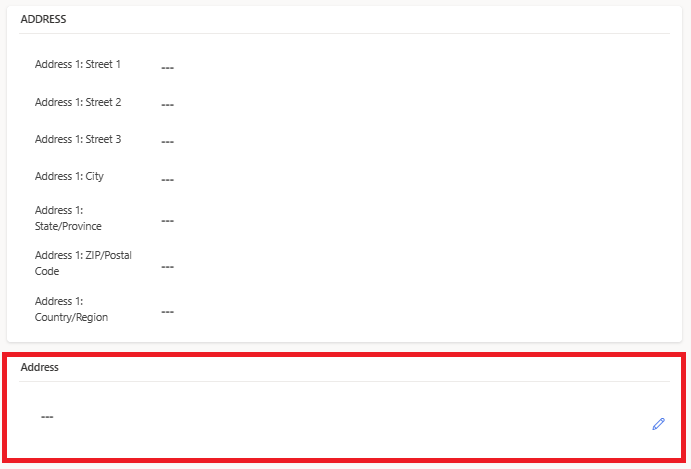 ADDRESS
Address 1: Street 1 ---
Address 1: Street 2 ---
Address 1: Street 3 ---
Address 1: City ---
Address 1:
State/Province ---
Address 1: ZIP/Postal
Code ---
Address 1:
Country/Region ---
Address
---